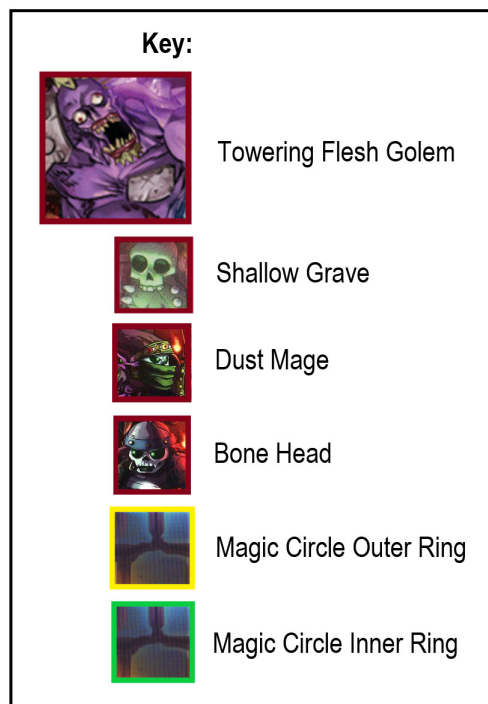 Key:
Towering Flesh Golem
Shallow Grave
Dust Mage
Bone Head
Magic Circle Outer Ring
Magic Circle Inner Ring